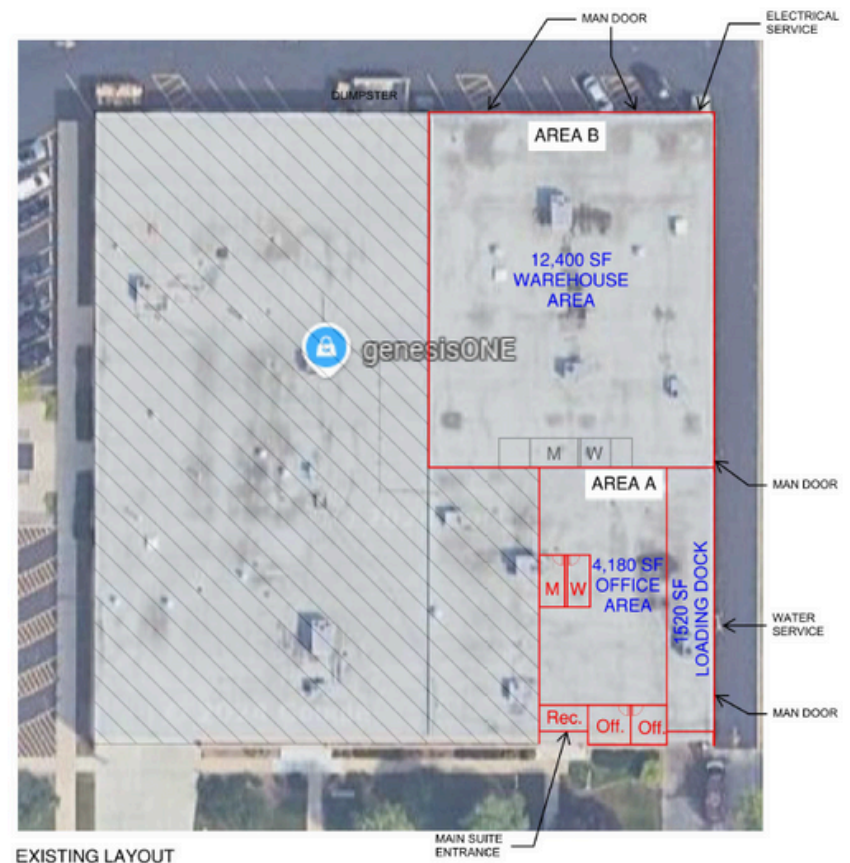 MAN DOOR
ELECTRICAL
SERVICE
DUMPSTER
AREA B
12,400 SF
WAREHOUSE
AREA
genesisONE
M
W
AREA A
MAN DOOR
4,180 SF
OFFICE
AREA
M
W
1520 SF
LOADING DOCK
WATER
SERVICE
MAN DOOR
Rec.
Off.
Off.
MAIN SUITE
ENTRANCE
EXISTING LAYOUT